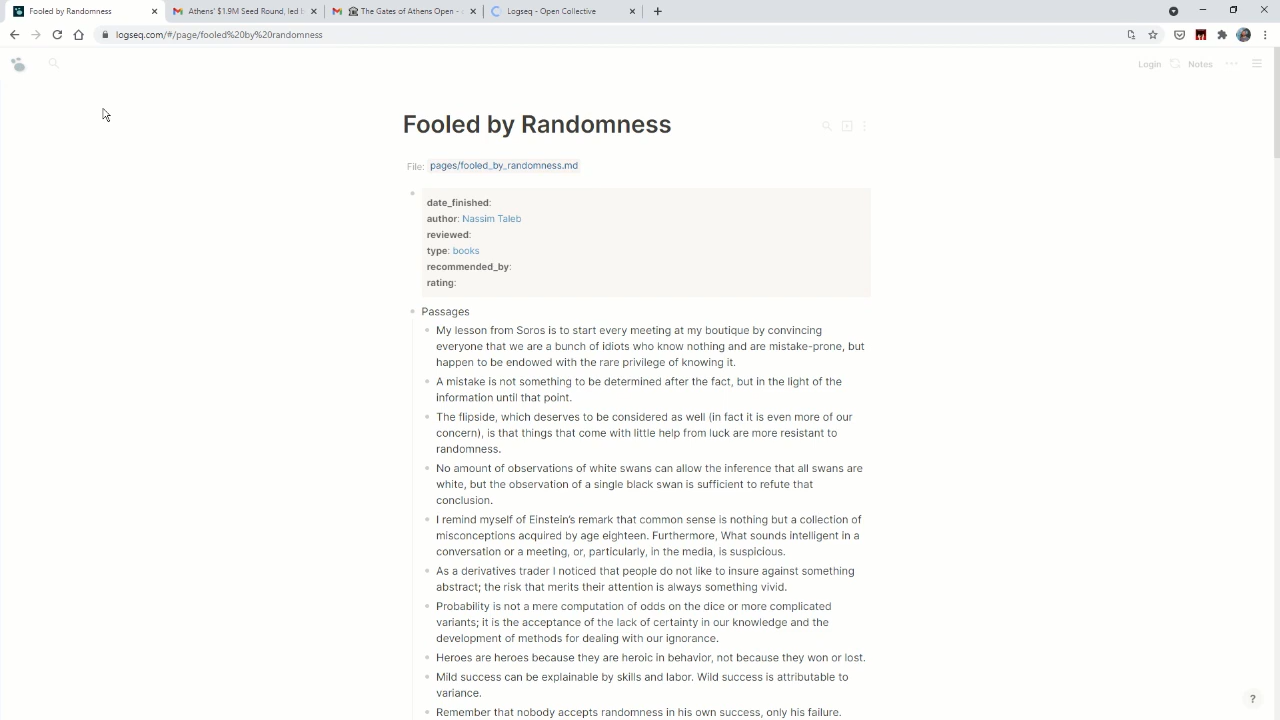 Fooled by Randomness
Athens' $1.9M Seed Round, led b
The Gates of Athens Open -
Logseq - Open Collective
logseq.com/#/page/fooled%20by%20randomness
Login
Notes
Fooled by Randomness
File: pages/fooled_by_randomness.md
date_finished:
author: Nassim Taleb
reviewed:
type: books
recommended_by:
rating:
Passages
My lesson from Soros is to start every meeting at my boutique by convincing
everyone that we are a bunch of idiots who know nothing and are mistake-prone, but
happen to be endowed with the rare privilege of knowing it.
A mistake is not something to be determined after the fact, but in the light of the
information until that point.
The flipside, which deserves to be considered as well (in fact it is even more of our
concern), is that things that come with little help from luck are more resistant to
randomness.
No amount of observations of white swans can allow the inference that all swans are
white, but the observation of a single black swan is sufficient to refute that
conclusion.
I remind myself of Einstein's remark that common sense is nothing but a collection of
misconceptions acquired by age eighteen. Furthermore, What sounds intelligent in a
conversation or a meeting, or, particularly, in the media, is suspicious.
As a derivatives trader I noticed that people do not like to insure against something
abstract; the risk that merits their attention is always something vivid.
Probability is not a mere computation of odds on the dice or more complicated
variants; it is the acceptance of the lack of certainty in our knowledge and the
development of methods for dealing with our ignorance.
Heroes are heroes because they are heroic in behavior, not because they won or lost.
Mild success can be explainable by skills and labor. Wild success is attributable to
variance.
Remember that nobody accepts randomness in his own success, only his failure.
?